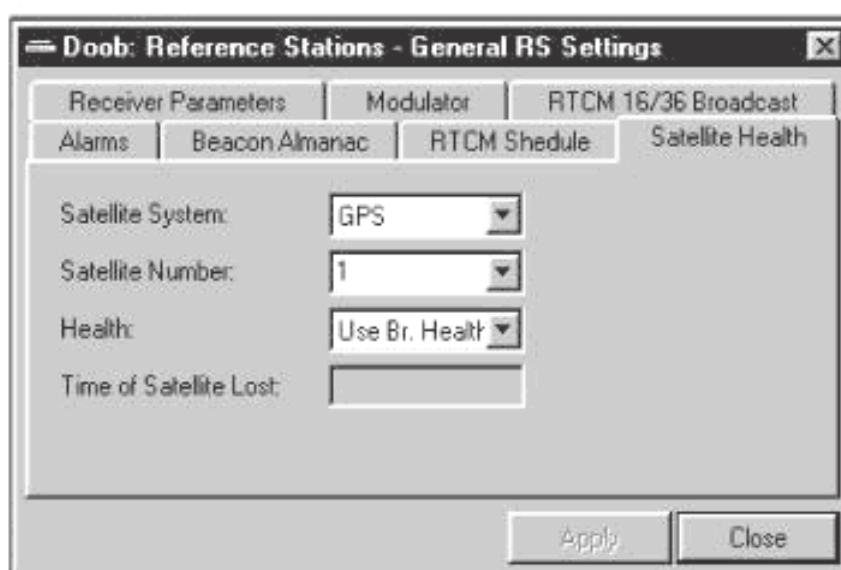 Doob: Reference Stations - General RS Settings
Receiver Parameters Modulator RTCM 16/36 Broadcast
Alarms Beacon Almanac RTCM Shedule Satellite Health
Satellite System: GPS
Satellite Number: 1
Health: Use Br. Health
Time of Satellite Lost:
Apply Close